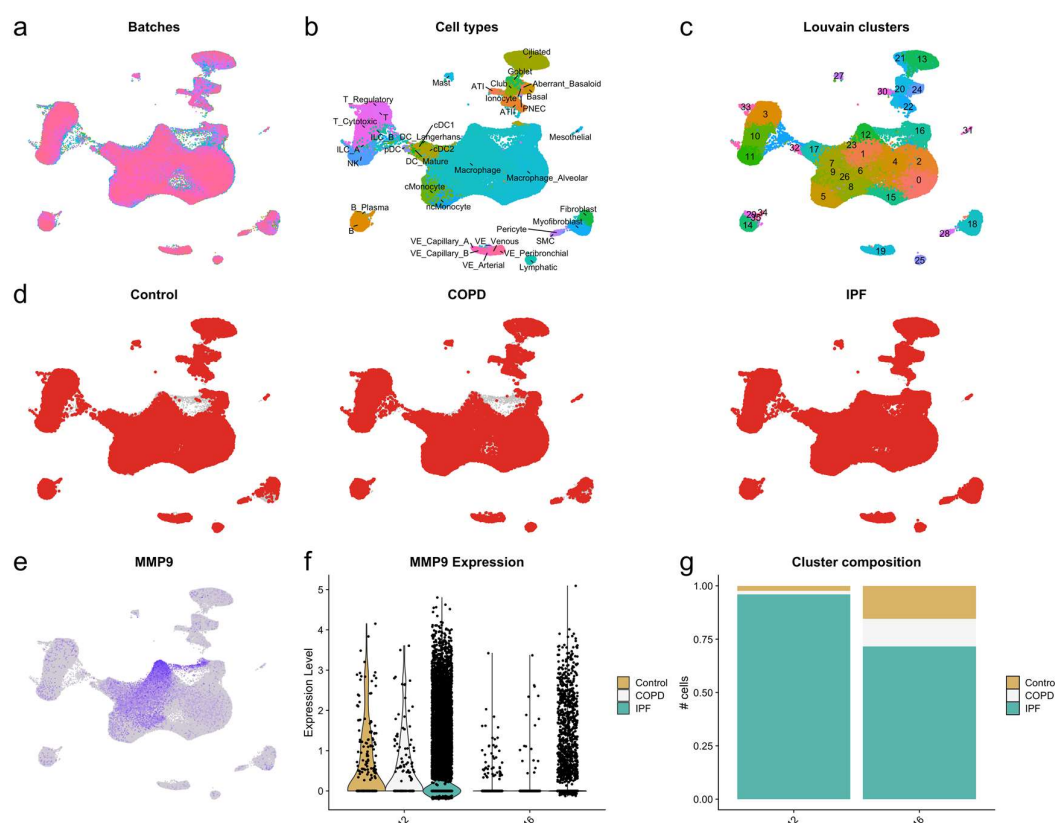 a
Batches
b
Cell types
Ciliated
Goblet
Mast
Club
Aberrant_Basaloid
ATI
Basal
Ionocyte
PNEC
ATII
T_Regulatory
T_Cytotoxic
T
cDC1
ILC_B
DC_Langerhans
Mesothelial
ILC_A
pDC
cDC2
NK
DC_Mature
Macrophage
Macrophage_Alveolar
cMonocyte
ncMonocyte
B_Plasma
B
Fibroblast
Myofibroblast
Pericyte
SMC
VE_Capillary_A
VE_Venous
VE_Capillary_B
VE_Peribronchial
VE_Arterial
Lymphatic
c
Louvain clusters
21
13
27
20
24
30
22
33
3
10
12
16
31
11
32
17
23
1
7
6
4
2
9
26
0
8
5
15
34
14
18
28
19
25
d
Control
COPD
IPF
e
MMP9
f
MMP9 Expression
5
4
3
2
1
0
Expression Level
Control
COPD
IPF
g
Cluster composition
1.00
0.75
0.50
0.25
0.00
# cells
Contro
COPD
IPF